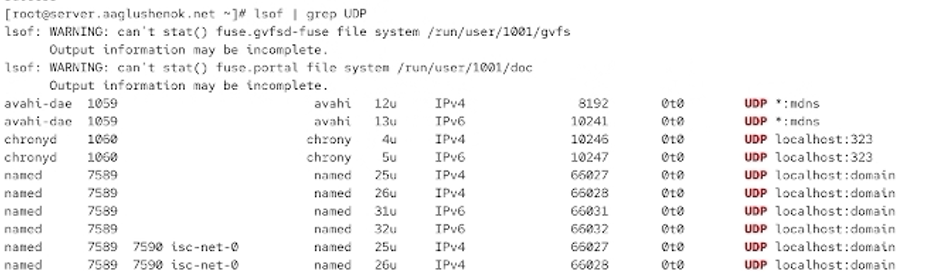 [root@server.aaglushenok.net ~]# lsof | grep UDP
lsof: WARNING: can't stat() fuse.gvfsd-fuse file system /run/user/1001/gvfs
      Output information may be incomplete.
lsof: WARNING: can't stat() fuse.portal file system /run/user/1001/doc
      Output information may be incomplete.
avahi-dae  1059                        avahi   12u     IPv4              8192       0t0        UDP *:mdns
avahi-dae  1059                        avahi   13u     IPv6             10241       0t0        UDP *:mdns
chronyd    1060                       chrony    4u     IPv4             10246       0t0        UDP localhost:323
chronyd    1060                       chrony    5u     IPv6             10247       0t0        UDP localhost:323
named      7589                        named   25u     IPv4             66027       0t0        UDP localhost:domain
named      7589                        named   26u     IPv4             66028       0t0        UDP localhost:domain
named      7589                        named   31u     IPv6             66031       0t0        UDP localhost:domain
named      7589                        named   32u     IPv6             66032       0t0        UDP localhost:domain
named      7589  7590 isc-net-0        named   25u     IPv4             66027       0t0        UDP localhost:domain
named      7589  7590 isc-net-0        named   26u     IPv4             66028       0t0        UDP localhost:domain